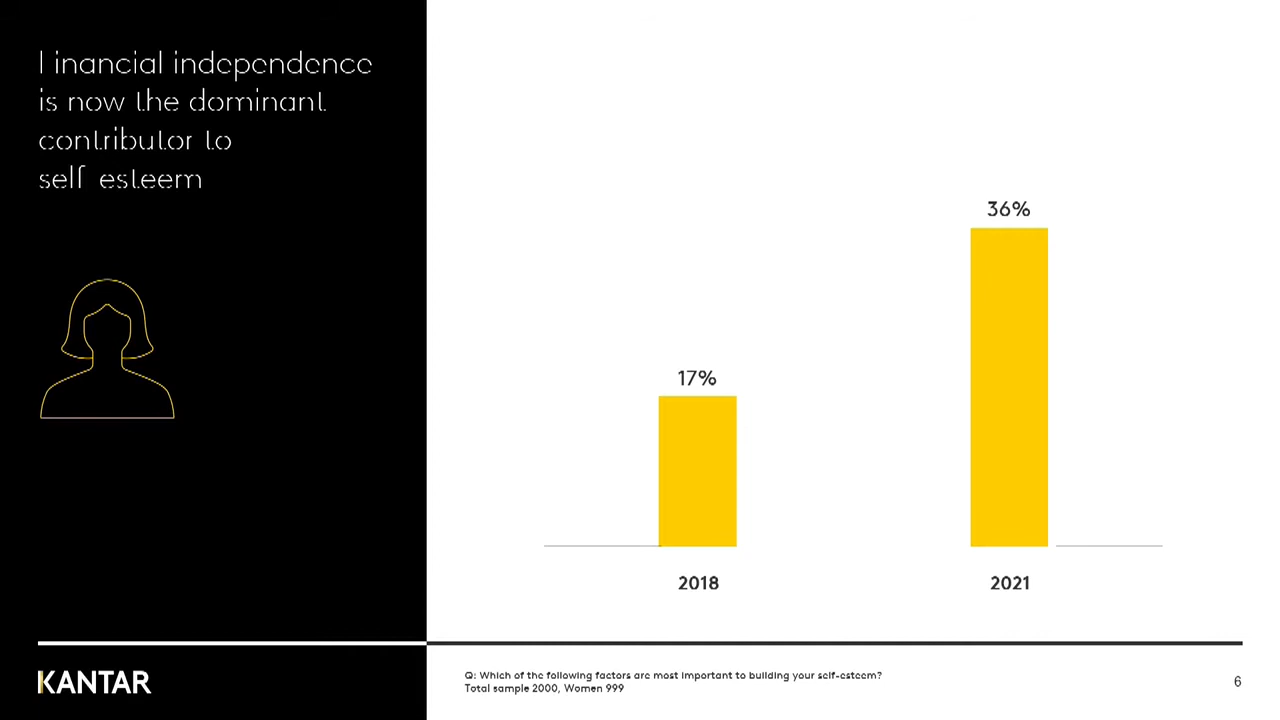 Financial independence
is now the dominant
contributor to
self-esteem
36%
17%
2018
2021
KANTAR
Q: Which of the following factors are most important to building your self-esteem?
Total sample 2000, Women 999
6